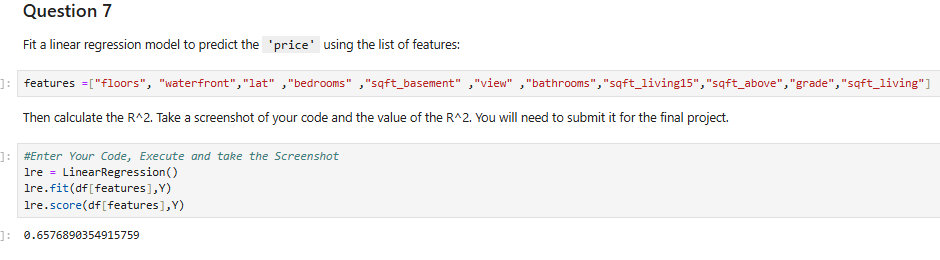 Question 7
Fit a linear regression model to predict the 'price' using the list of features:
]: features =["floors", "waterfront","lat" ,"bedrooms" ,"sqft_basement" ,"view" ,"bathrooms","sqft_living15","sqft_above","grade","sqft_living"]
Then calculate the R^2. Take a screenshot of your code and the value of the R^2. You will need to submit it for the final project.
]: #Enter Your Code, Execute and take the Screenshot
lre = LinearRegression()
lre.fit(df[features],Y)
lre.score(df[features],Y)
]: 0.6576890354915759